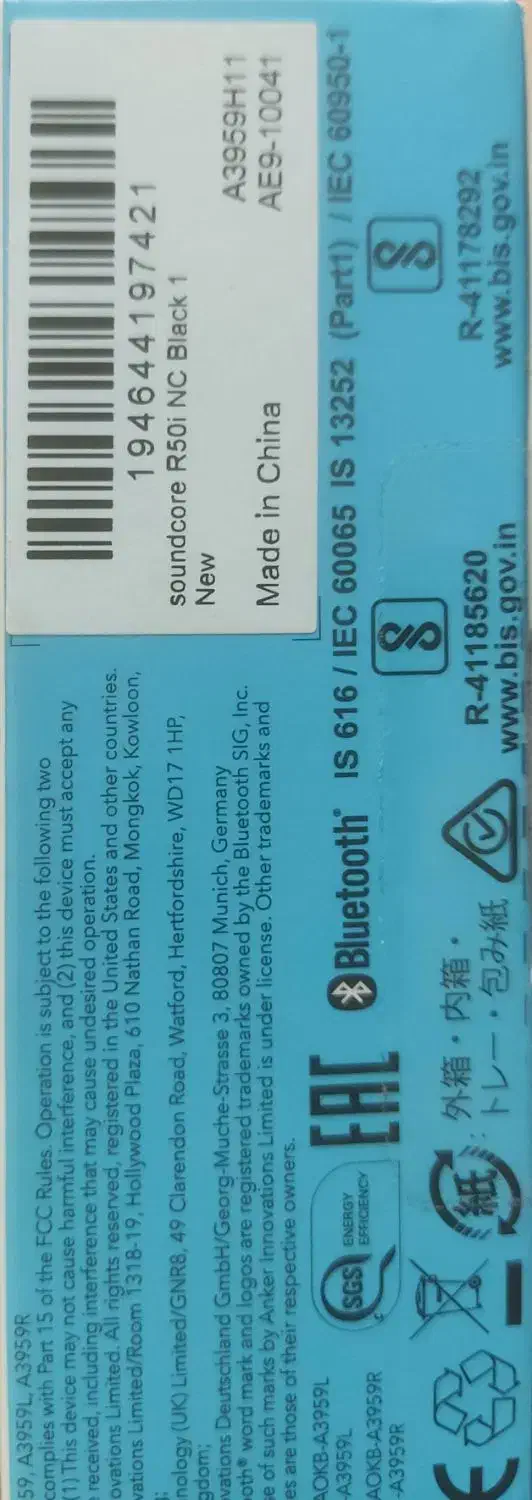 194644197421
soundcore R50i NC Black 1
New
A3959H11
AE9-10041
Made in China
59, A3959L, A3959R
complies with Part 15 of the FCC Rules. Operation is subject to the following two
(1) This device may not cause harmful interference, and (2) this device must accept any
received, including interference that may cause undesired operation.
ovations Limited. All rights reserved, registered in the United States and other countries.
vations Limited/Room 1318-19, Hollywood Plaza, 610 Nathan Road, Mongkok, Kowloon,
nology (UK) Limited/GNR8, 49 Clarendon Road, Watford, Hertfordshire, WD17 1HP,
gdom;
vations Deutschland GmbH/Georg-Muche-Strasse 3, 80807 Munich, Germany
ooth® word mark and logos are registered trademarks owned by the Bluetooth SIG, Inc.
se of such marks by Anker Innovations Limited is under license. Other trademarks and
es are those of their respective owners.
AOKB-A3959L
-A3959L
AOKB-A3959R
-A3959R
SGS ENERGY
EFFICIENCY
EAC
Bluetooth®
IS 616 / IEC 60065 IS 13252 (Part1) / IEC 60950-1
R-41185620
www.bis.gov.in
R-41178292
www.bis.gov.in
CE
紙 : 外箱・内箱・
トレー・包み紙